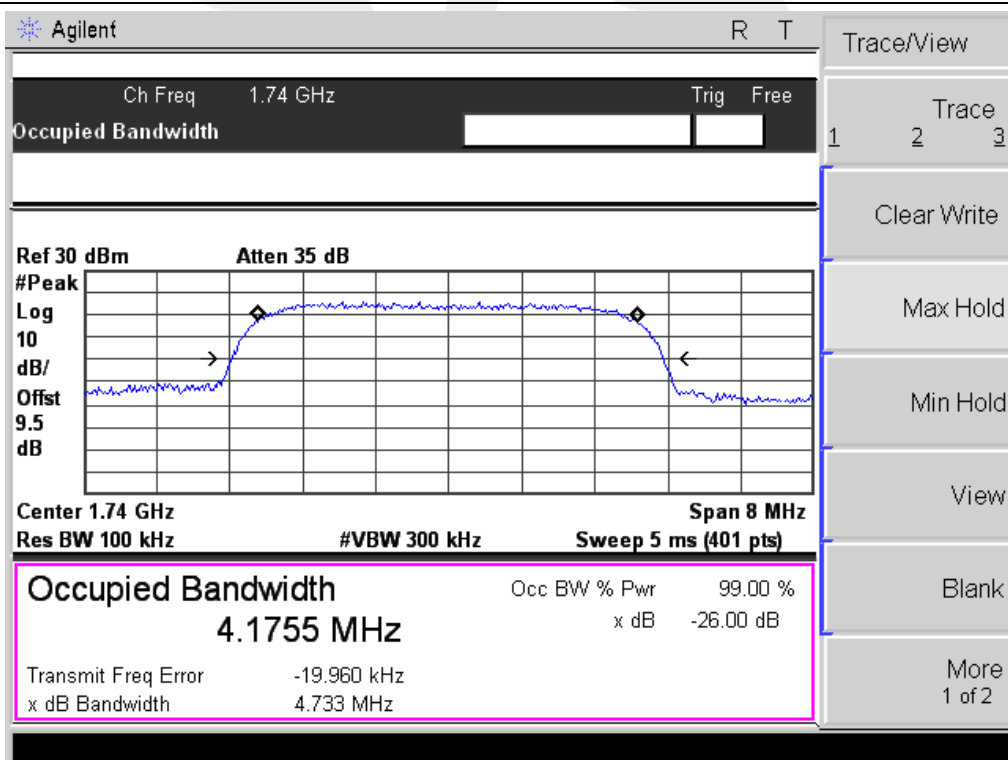 Agilent R T
Ch Freq 1.74 GHz Trig Free
Occupied Bandwidth
Ref 30 dBm Atten 35 dB
#Peak
Log
10
dB/
Offst
9.5
dB
Center 1.74 GHz Span 8 MHz
Res BW 100 kHz #VBW 300 kHz Sweep 5 ms (401 pts)
Occupied Bandwidth Occ BW % Pwr 99.00 %
4.1755 MHz x dB -26.00 dB
Transmit Freq Error -19.960 kHz
x dB Bandwidth 4.733 MHz
Trace/View
Trace
1 2 3
Clear Write
Max Hold
Min Hold
View
Blank
More
1 of 2